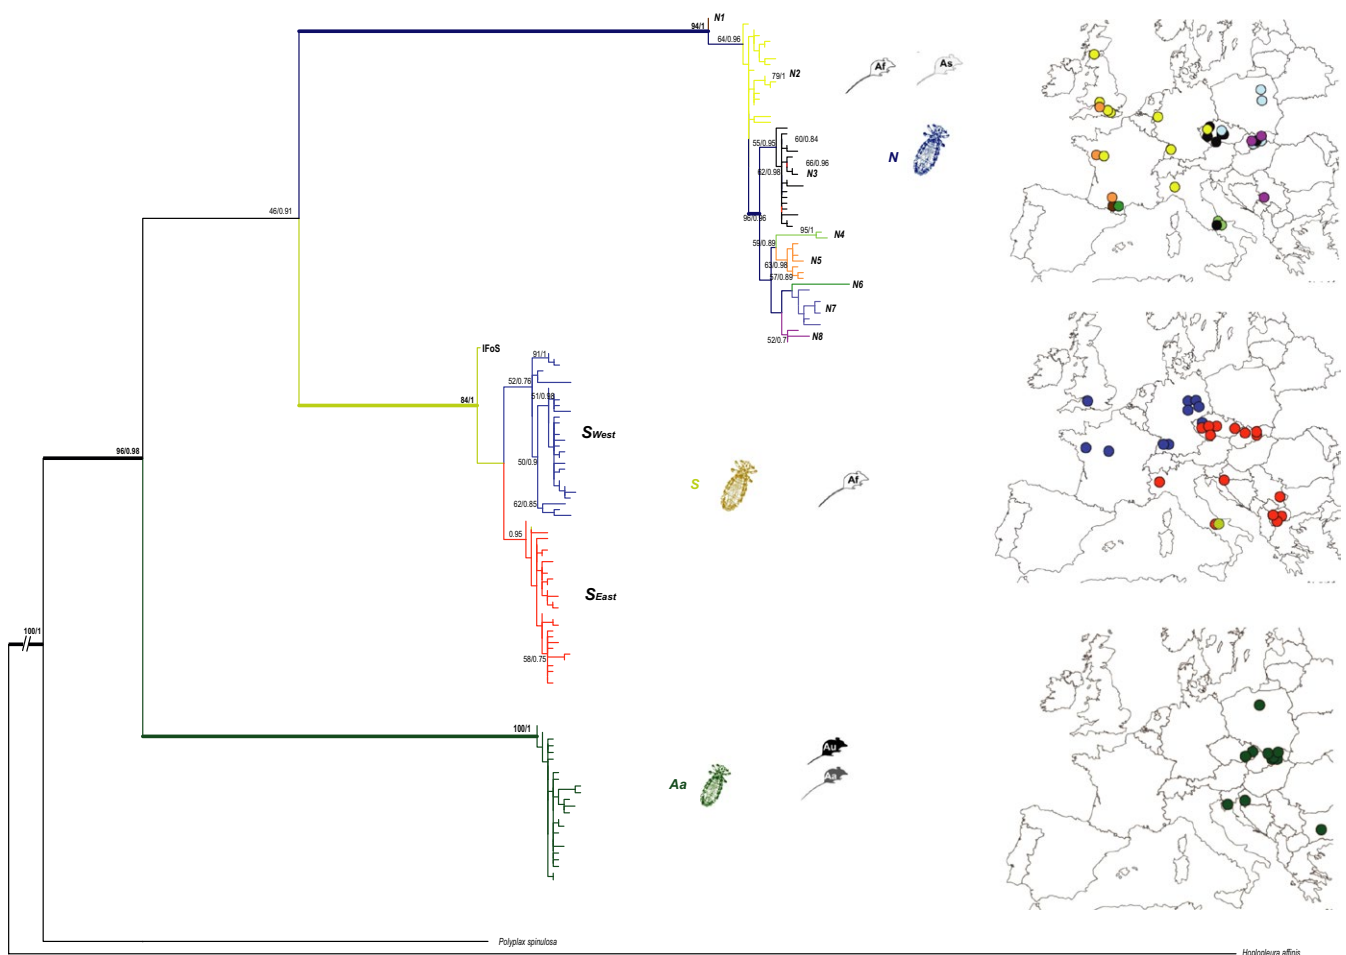 N1
94/1
64/0.96
79/1 N2
Af
As
55/0.95
60/0.84
N
66/0.96
62/0.98
N3
96/0.96
95/1
N4
59/0.89
63/0.98
N5
57/0.89
N6
N7
52/0.7
N8
46/0.91
IFoS
91/1
52/0.76
51/0.98
84/1
SWest
50/0.9
S
Af
62/0.85
0.95
SEast
58/0.75
96/0.98
100/1
100/1
Au
Aa
Aa
Polyplax spinulosa
Hoplopleura affinis